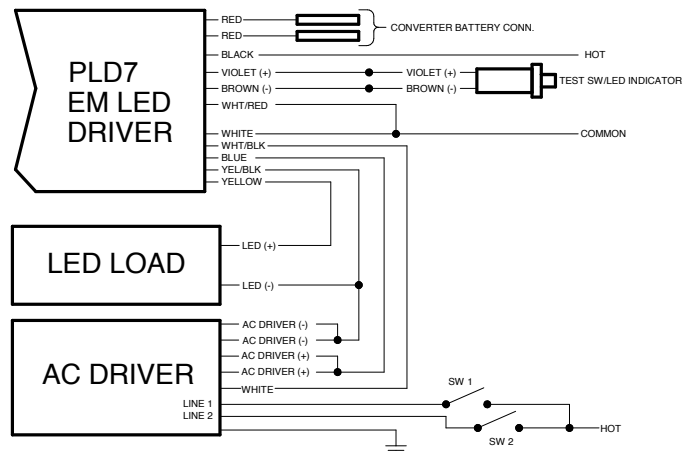 RED
RED
CONVERTER BATTERY CONN.
BLACK
HOT
PLD7
EM LED
DRIVER
VIOLET (+)
VIOLET (+)
BROWN (-)
BROWN (-)
TEST SW/LED INDICATOR
WHT/RED
WHITE
COMMON
WHT/BLK
BLUE
YEL/BLK
YELLOW
LED LOAD
LED (+)
LED (-)
AC DRIVER
AC DRIVER (-)
AC DRIVER (-)
AC DRIVER (+)
AC DRIVER (+)
WHITE
LINE 1
LINE 2
SW 1
SW 2
HOT